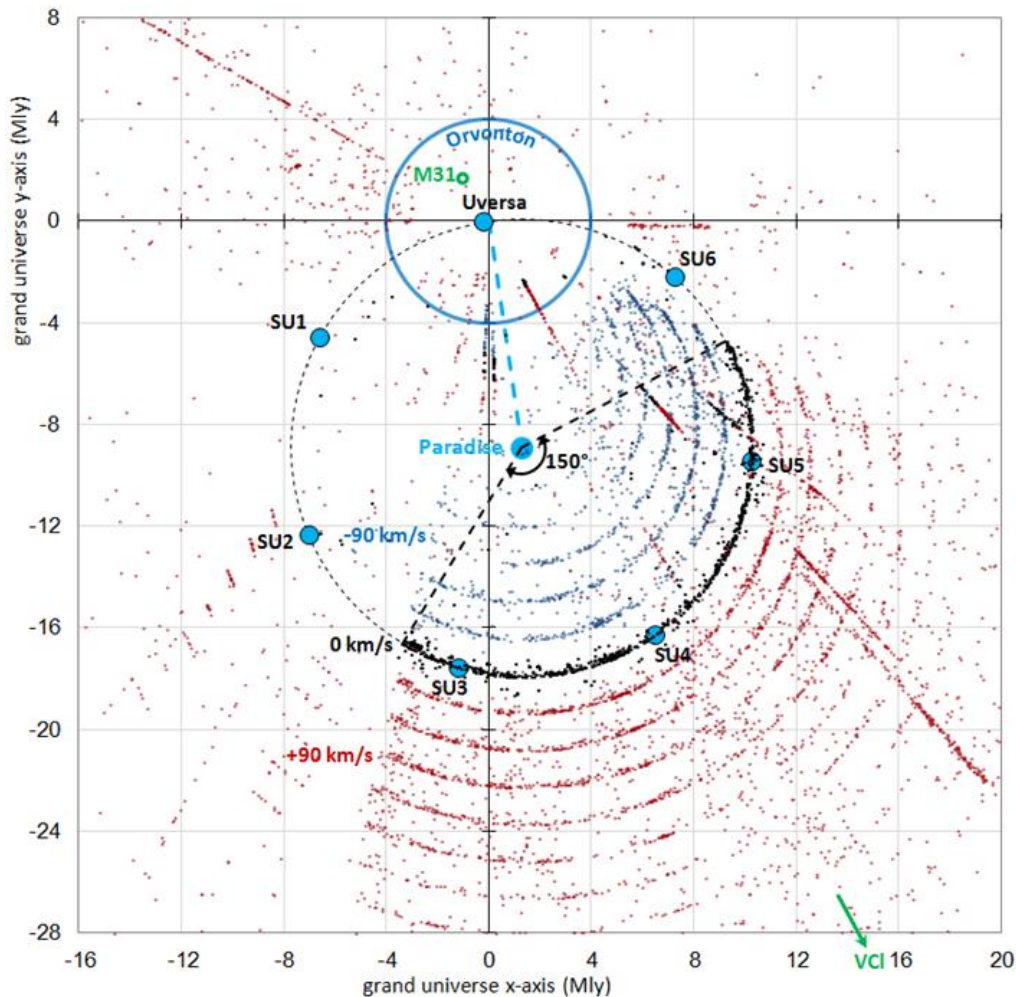 8
4
0
-4
-8
-12
-16
-20
-24
-28
grand universe y-axis (Mly)
Orvonton
M31
Uversa
SU6
SU1
Paradise
150°
SU5
SU2
-90 km/s
0 km/s
SU4
SU3
+90 km/s
VCl
-16 -12 -8 -4 0 4 8 12 16 20
grand universe x-axis (Mly)